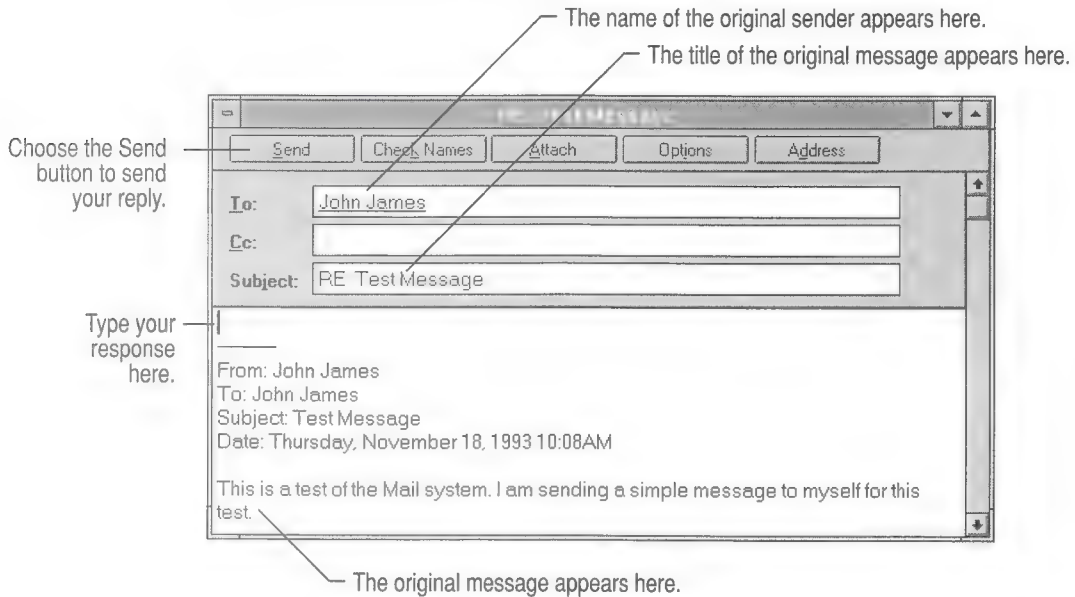 The name of the original sender appears here.
The title of the original message appears here.
Choose the Send
button to send
your reply.
Send Check Names Attach Options Address
To: John James
Cc:
Subject: RE Test Message
Type your
response
here.
From: John James
To: John James
Subject: Test Message
Date: Thursday, November 18, 1993 10:08AM
This is a test of the Mail system. I am sending a simple message to myself for this
test.
The original message appears here.